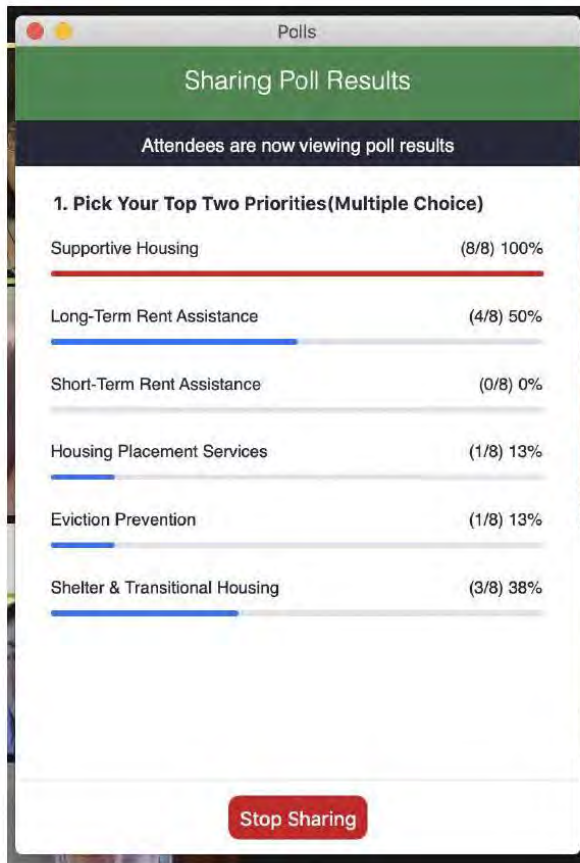 Polls
Sharing Poll Results
Attendees are now viewing poll results
1. Pick Your Top Two Priorities(Multiple Choice)
Supportive Housing (8/8) 100%
Long-Term Rent Assistance (4/8) 50%
Short-Term Rent Assistance (0/8) 0%
Housing Placement Services (1/8) 13%
Eviction Prevention (1/8) 13%
Shelter & Transitional Housing (3/8) 38%
Stop Sharing